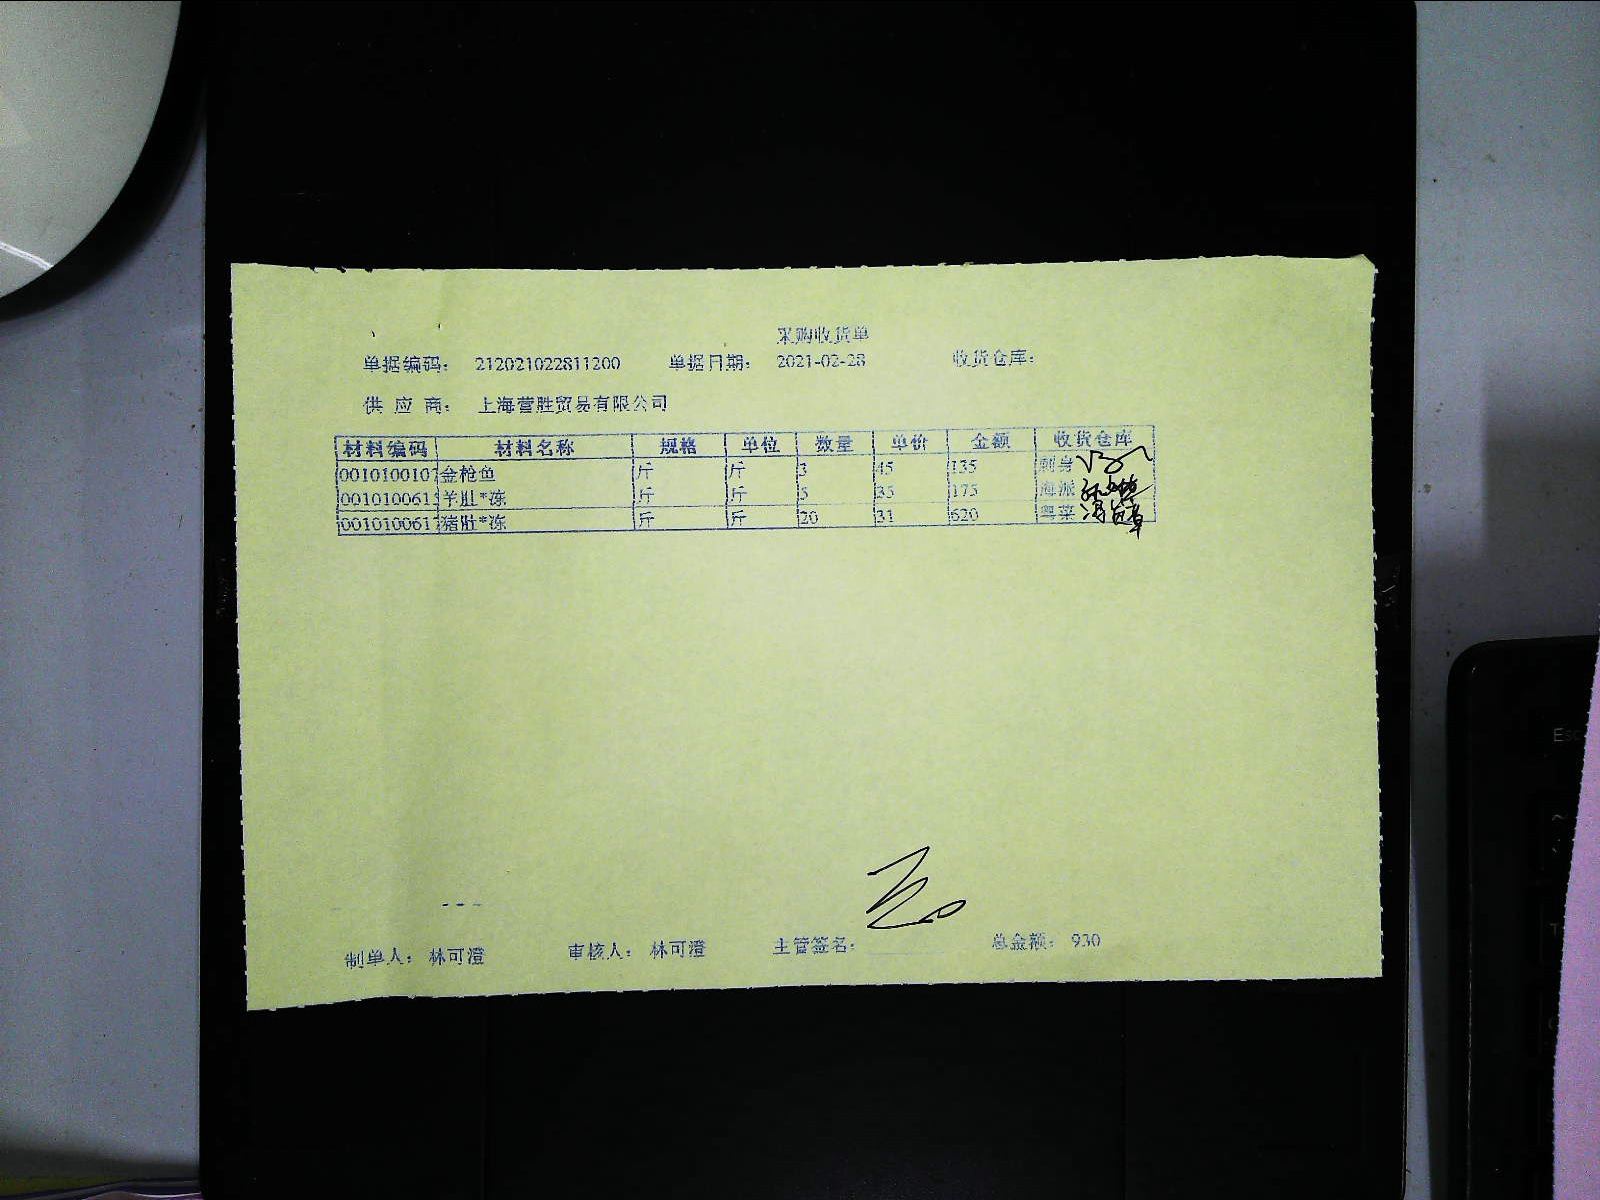 采购收货单
单据编码: 212021022811200 单据日期: 2021-02-28 收货仓库:
供 应 商: 上海营胜贸易有限公司
材料编码 材料名称 规格 单位 数量 单价 金额 收货仓库
0010100107 金枪鱼 斤 斤 3 45 135 刺身
001010061 羊肚*冻 斤 斤 5 35 175 海派
001010061 猪肚*冻 斤 斤 20 31 620 粤菜
制单人: 林可澄 审核人: 林可澄 主管签名: 总金额: 930
Esc